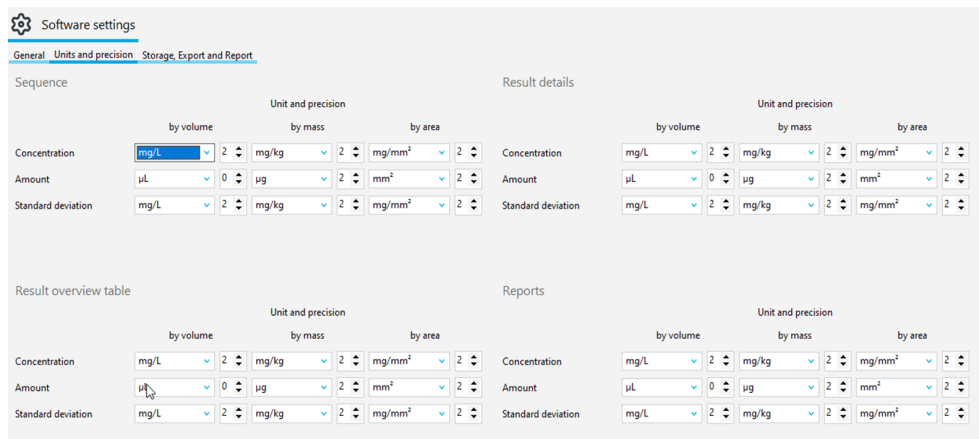 Software settings
General Units and precision Storage, Export and Report
Sequence
Unit and precision
by volume by mass by area
Concentration mg/L 2 mg/kg 2 mg/mm² 2
Amount µL 0 µg 2 mm² 2
Standard deviation mg/L 2 mg/kg 2 mg/mm² 2
Result details
Unit and precision
by volume by mass by area
Concentration mg/L 2 mg/kg 2 mg/mm² 2
Amount µL 0 µg 2 mm² 2
Standard deviation mg/L 2 mg/kg 2 mg/mm² 2
Result overview table
Unit and precision
by volume by mass by area
Concentration mg/L 2 mg/kg 2 mg/mm² 2
Amount µL 0 µg 2 mm² 2
Standard deviation mg/L 2 mg/kg 2 mg/mm² 2
Reports
Unit and precision
by volume by mass by area
Concentration mg/L 2 mg/kg 2 mg/mm² 2
Amount µL 0 µg 2 mm² 2
Standard deviation mg/L 2 mg/kg 2 mg/mm² 2